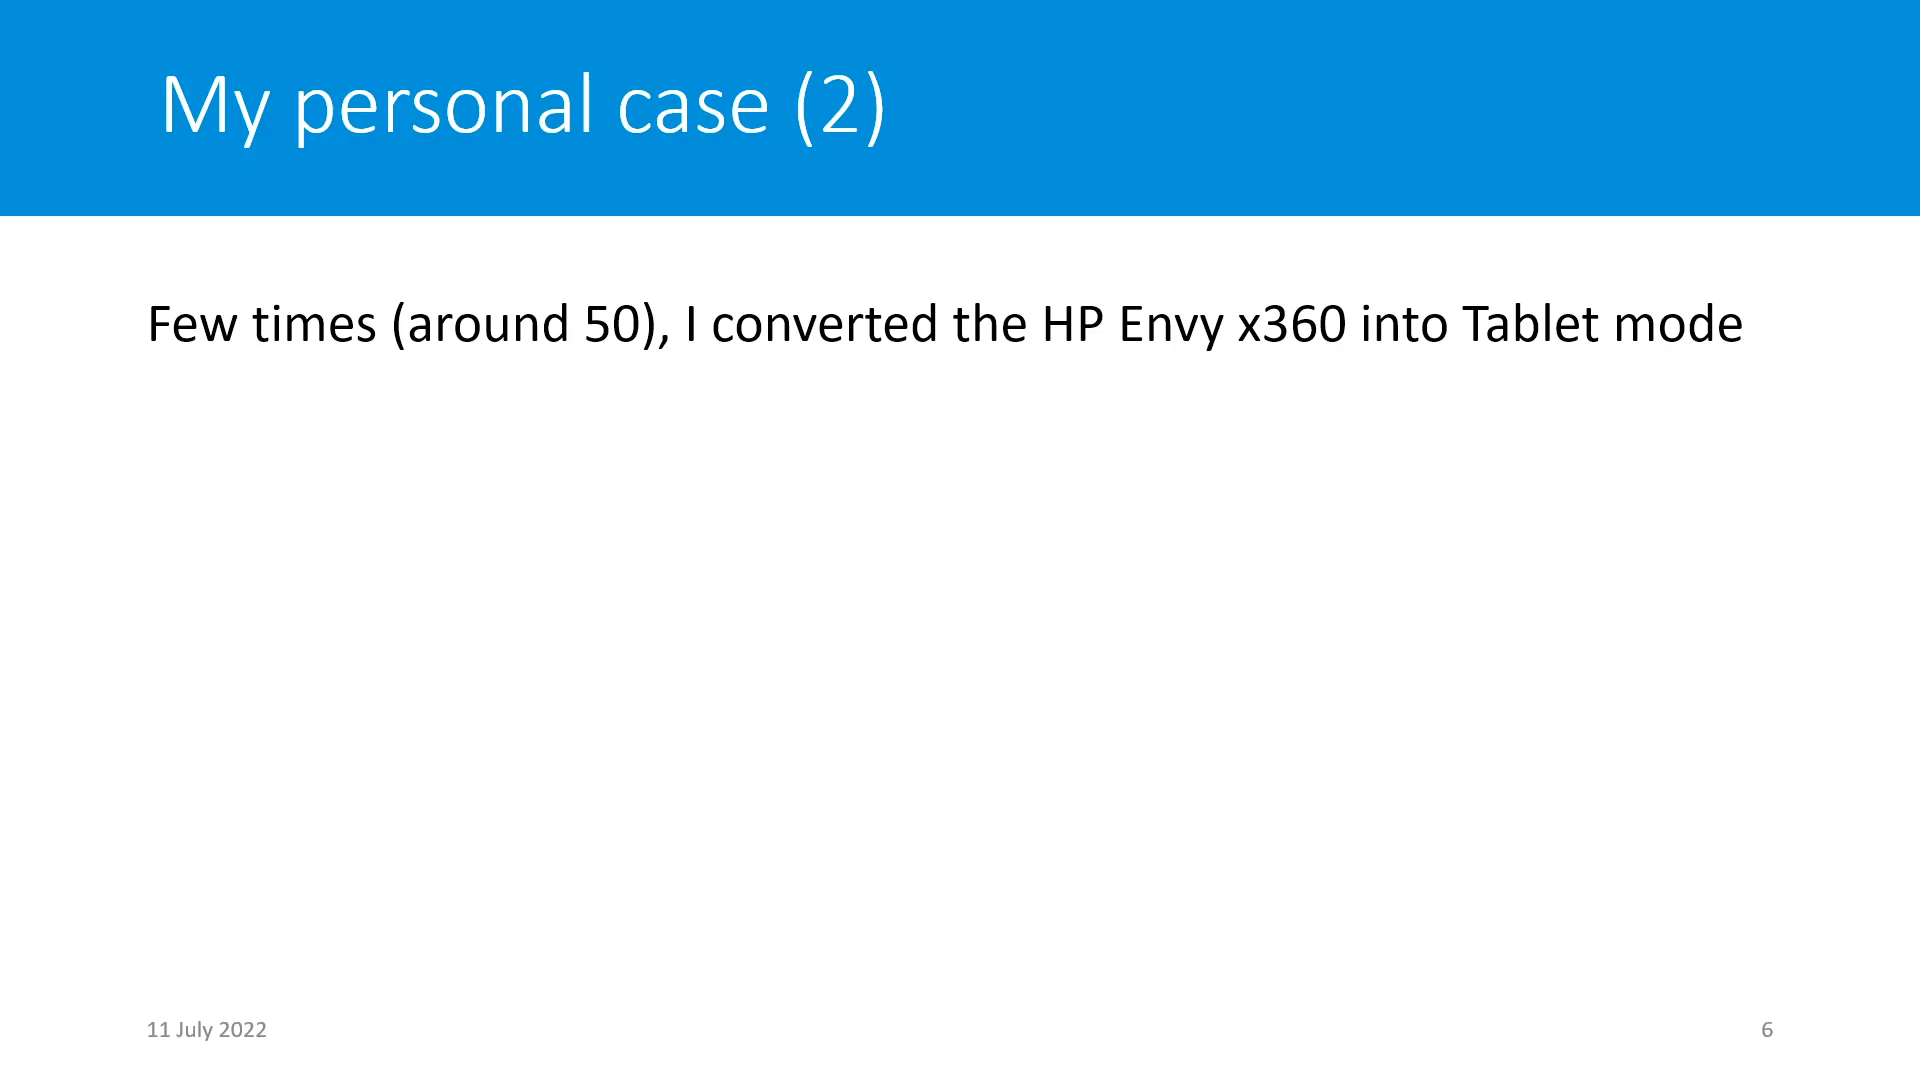 My personal case (2)
Few times (around 50), I converted the HP Envy x360 into Tablet mode
11 July 2022
6